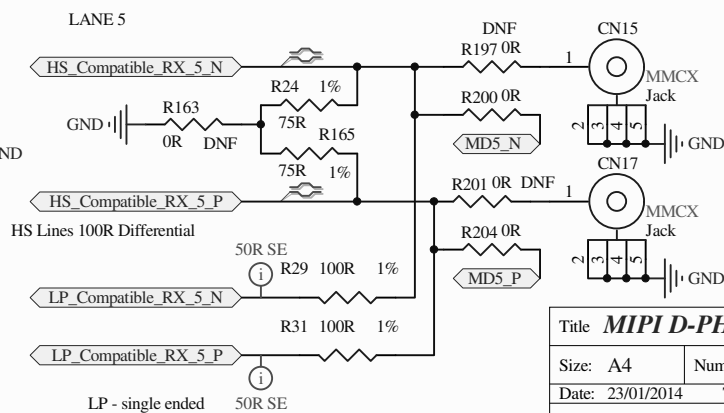 LANE 5
DNF
CN15
HS_Compatible_RX_5_N
R197 0R
1
MMCX
Jack
R24 1%
75R
R200 0R
MD5_N
2 3 4 5
GND
R163
GND
0R DNF
R165
75R
1%
ND
CN17
HS_Compatible_RX_5_P
R201 0R DNF
1
MMCX
Jack
HS Lines 100R Differential
R204 0R
MD5_P
2 3 4 5
GND
50R SE
i
R29 100R 1%
LP_Compatible_RX_5_N
R31 100R 1%
LP_Compatible_RX_5_P
i
LP - single ended 50R SE
Title MIPI D-PH
Size: A4 Num
Date: 23/01/2014